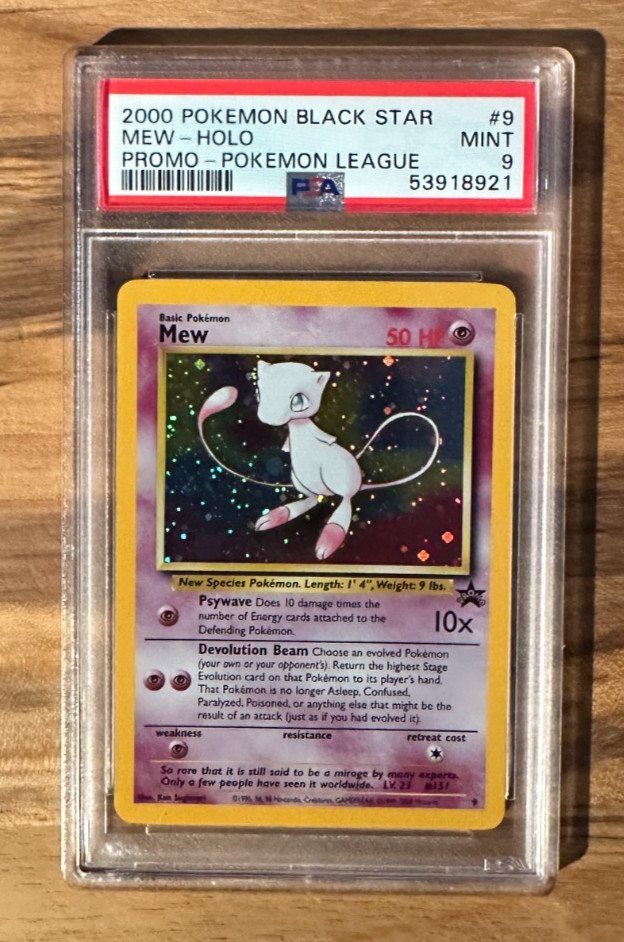 2000 POKEMON BLACK STAR #9
MEW - HOLO MINT
PROMO - POKEMON LEAGUE 9
PSA 53918921
Basic Pokémon
Mew 50 HP
New Species Pokémon. Length: 1' 4", Weight: 9 lbs.
PROMO
Psywave Does 10 damage times the
number of Energy cards attached to the
Defending Pokémon.
10x
Devolution Beam Choose an evolved Pokémon
(your own or your opponent's). Return the highest Stage
Evolution card on that Pokémon to its player's hand.
That Pokémon is no longer Asleep, Confused,
Paralyzed, Poisoned, or anything else that might be the
result of an attack (just as if you had evolved it).
weakness resistance retreat cost
So rare that it is still said to be a mirage by many experts.
Only a few people have seen it worldwide. LV. 23 #151
Illus. Ken Sugimori 9